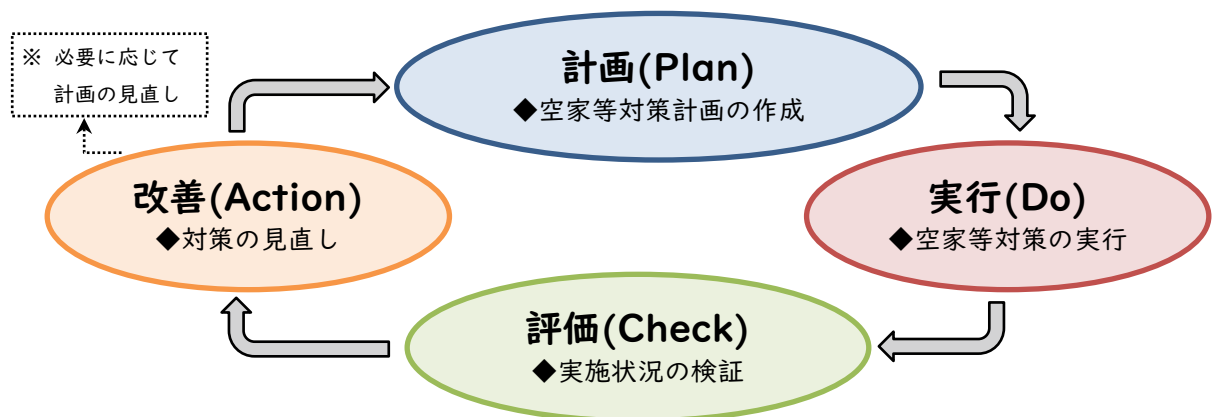 ※ 必要に応じて
計画の見直し
計画(Plan)
◆空家等対策計画の作成
実行(Do)
◆空家等対策の実行
評価(Check)
◆実施状況の検証
改善(Action)
◆対策の見直し